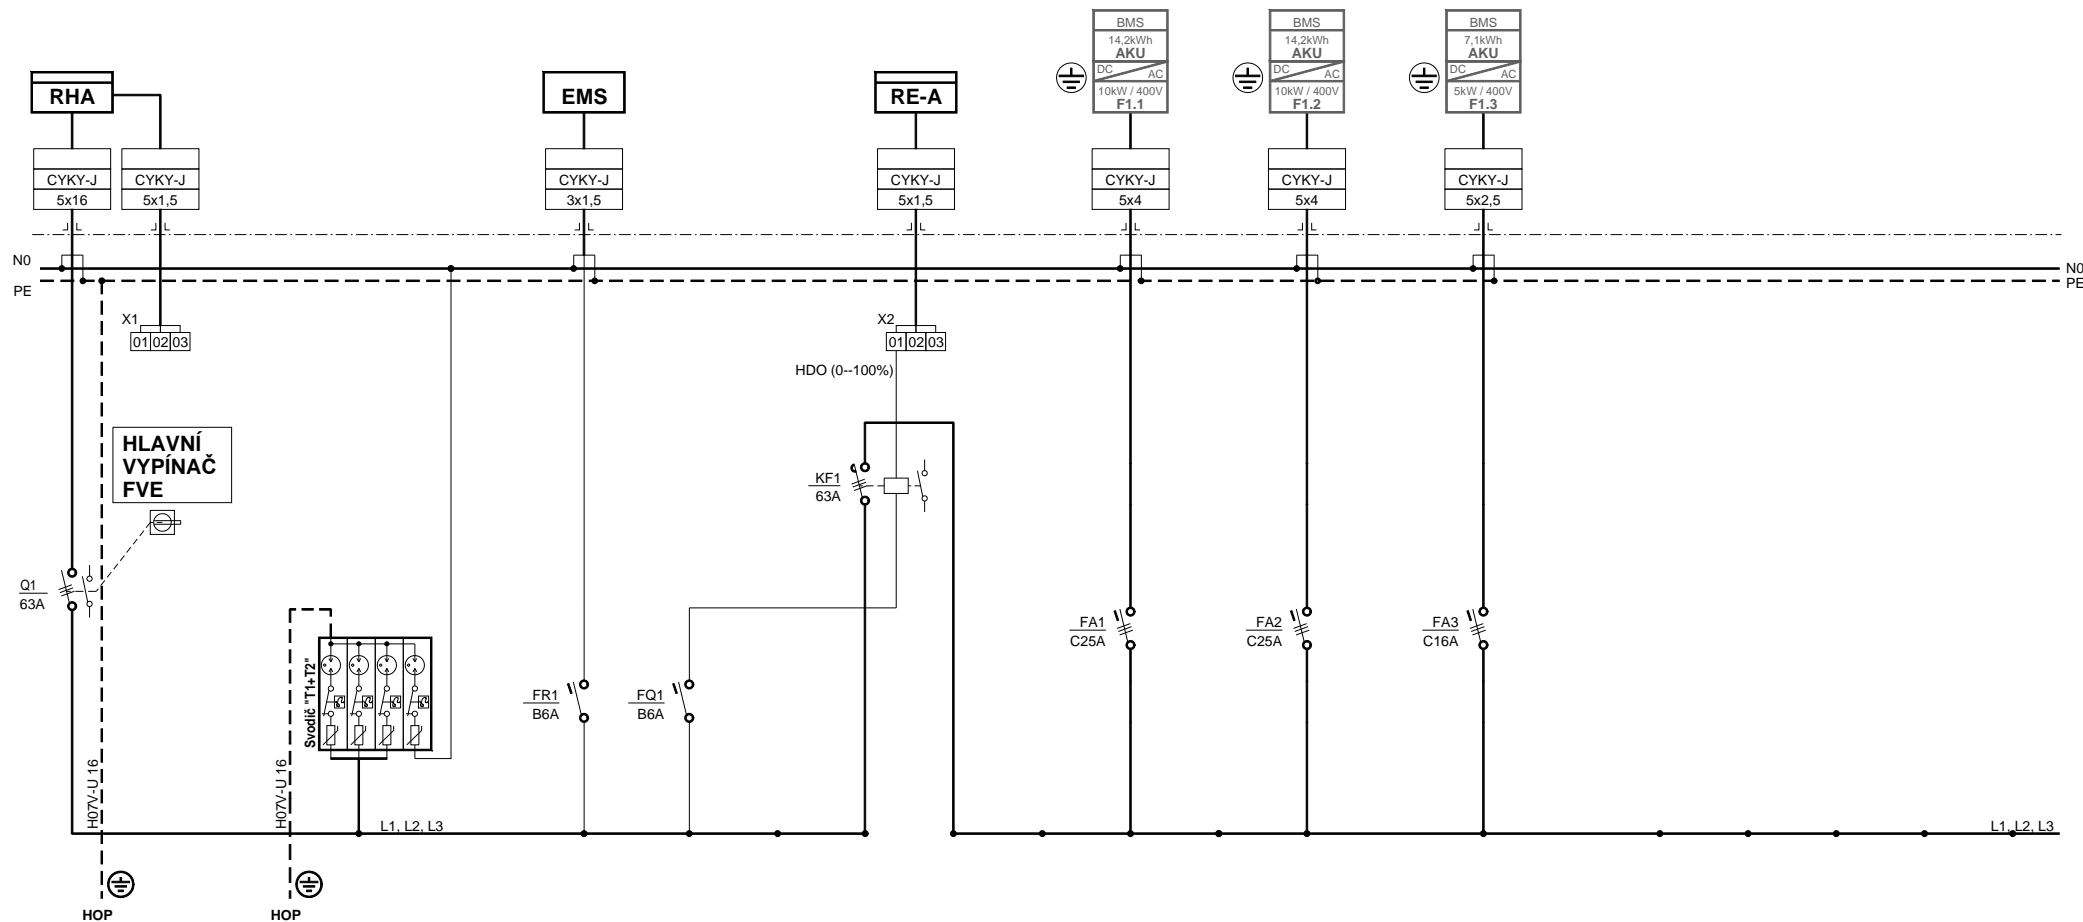 BMS
14,2kWh
AKU
DC
AC
10kW / 400V
F1.1
BMS
14,2kWh
AKU
DC
AC
10kW / 400V
F1.2
BMS
7,1kWh
AKU
DC
AC
5kW / 400V
F1.3
RHA
EMS
RE-A
CYKY-J
5x16
CYKY-J
5x1,5
CYKY-J
3x1,5
CYKY-J
5x1,5
CYKY-J
5x4
CYKY-J
5x4
CYKY-J
5x2,5
N0
PE
N0
PE
X1
01 02 03
X2
01 02 03
HDO (0--100%)
HLAVNÍ
VYPÍNAČ
FVE
KF1
63A
Q1
63A
FA1
C25A
FA2
C25A
FA3
C16A
Svodič "T1+T2"
FR1
B6A
FQ1
B6A
H07V-U 16
H07V-U 16
L1, L2, L3
L1, L2, L3
HOP
HOP